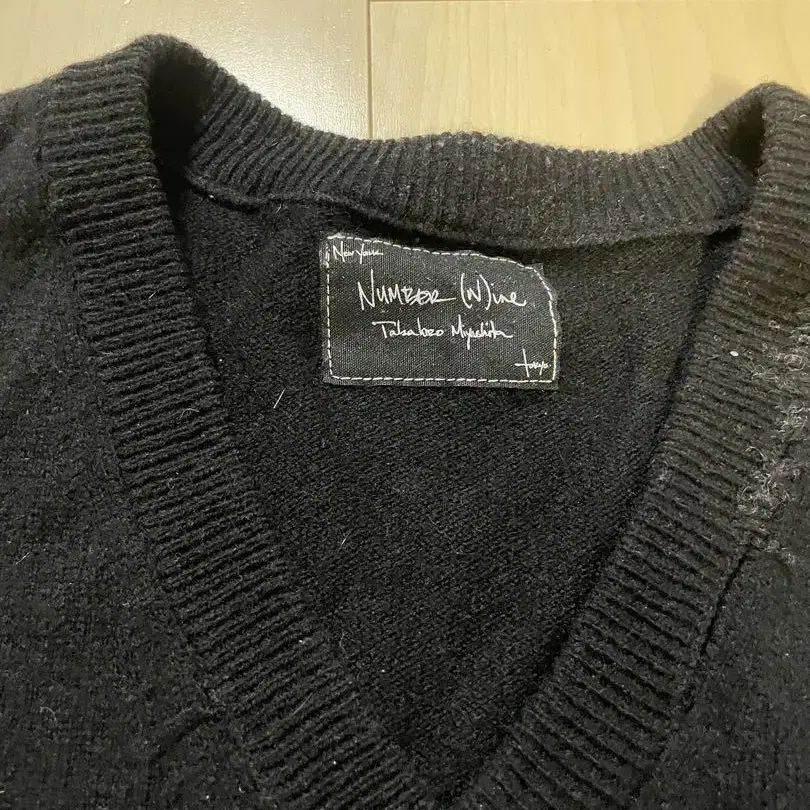 New York
NUMBER (N)ine
Takahiro Miyashita
tokyo